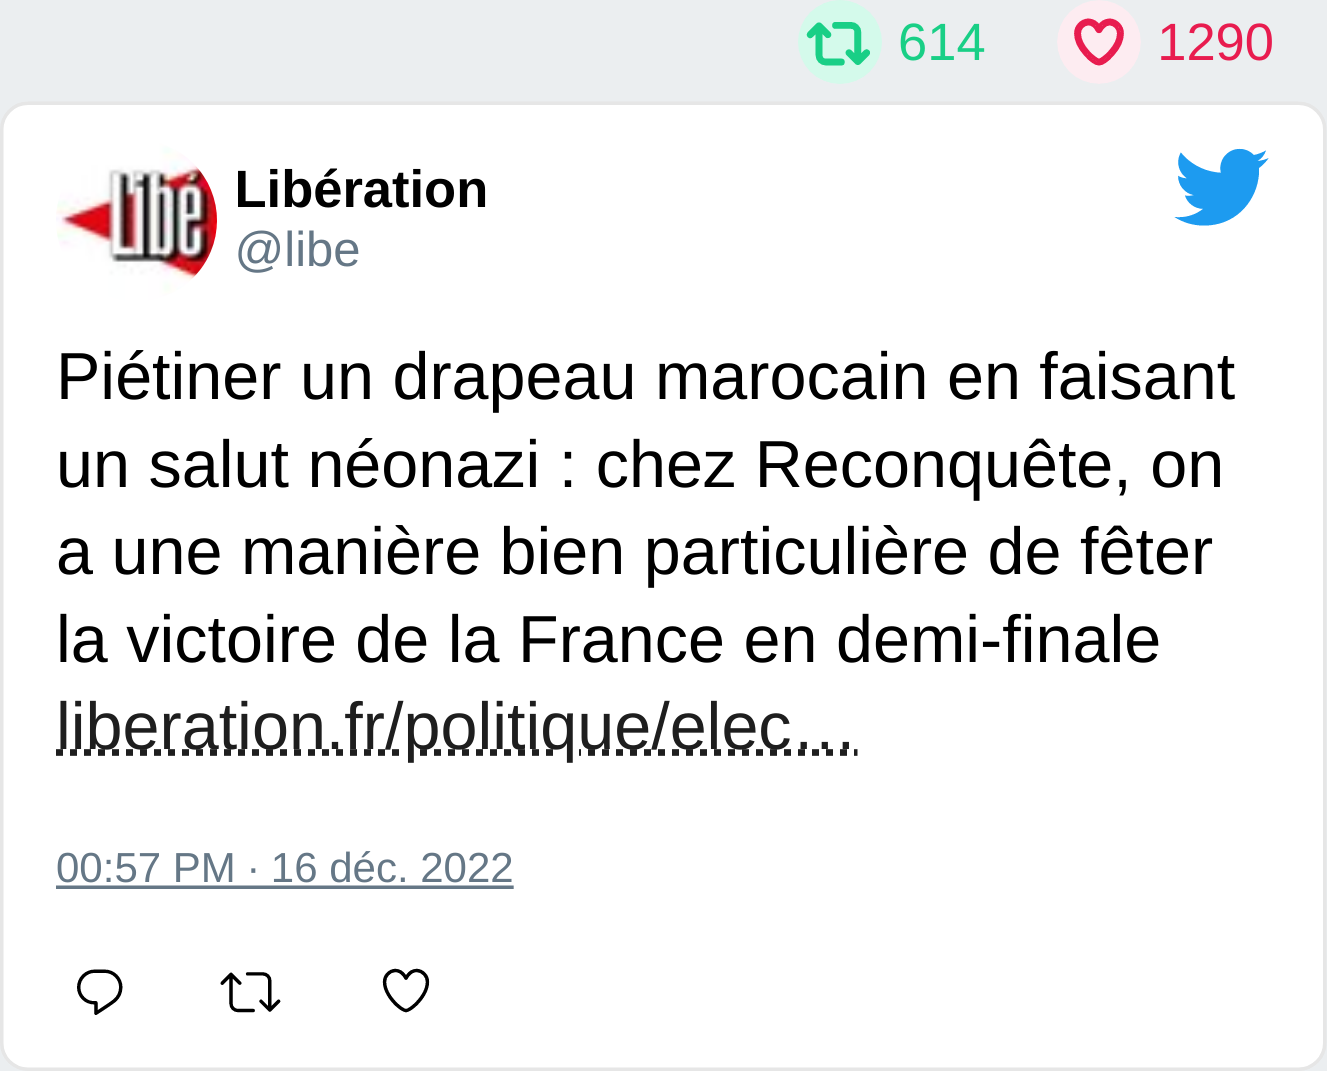 614 1290
Libé
Libération
@libe
Piétiner un drapeau marocain en faisant
un salut néonazi : chez Reconquête, on
a une manière bien particulière de fêter
la victoire de la France en demi-finale
liberation.fr/politique/elec…
00:57 PM · 16 déc. 2022